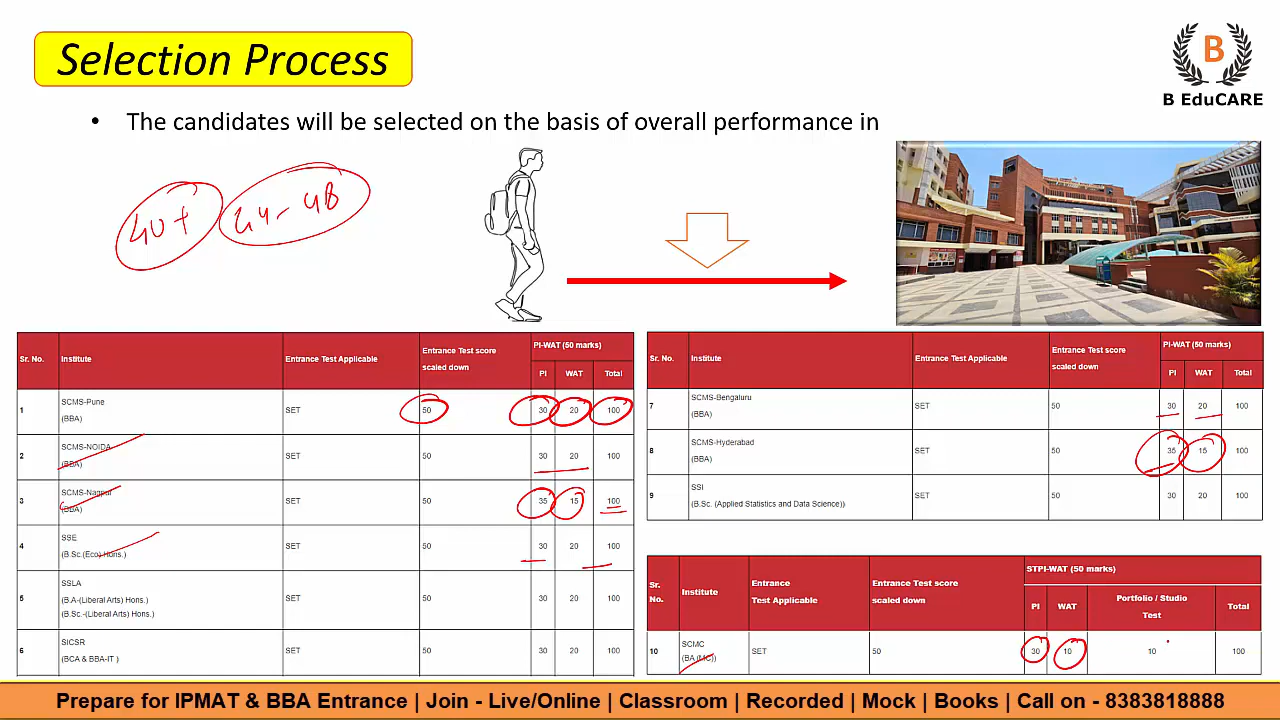 Selection Process
B
B EduCARE
• The candidates will be selected on the basis of overall performance in
40+ 44-48
Sr. No. Institute Entrance Test Applicable Entrance Test score scaled down PI-WAT (50 marks)
PI WAT Total
1 SCMS-Pune (BBA) SET 50 30 20 100
2 SCMS-NOIDA (BBA) SET 50 30 20 100
3 SCMS-Nagpur (BBA) SET 50 35 15 100
4 SSE (B.Sc.(Eco) Hons.) SET 50 30 20 100
5 SSLA (B.A-(Liberal Arts) Hons.) (B.Sc.-(Liberal Arts) Hons.) SET 50 30 20 100
6 SICSR (BCA & BBA-IT ) SET 50 30 20 100
Sr. No. Institute Entrance Test Applicable Entrance Test score scaled down PI-WAT (50 marks)
PI WAT Total
7 SCMS-Bengaluru (BBA) SET 50 30 20 100
8 SCMS-Hyderabad (BBA) SET 50 35 15 100
9 SSI (B.Sc. (Applied Statistics and Data Science)) SET 50 30 20 100
Sr. No. Institute Entrance Test Applicable Entrance Test score scaled down STPI-WAT (50 marks)
PI WAT Portfolio / Studio Test Total
10 SCMC (BA (MC)) SET 50 30 10 10 100
Prepare for IPMAT & BBA Entrance | Join - Live/Online | Classroom | Recorded | Mock | Books | Call on - 8383818888